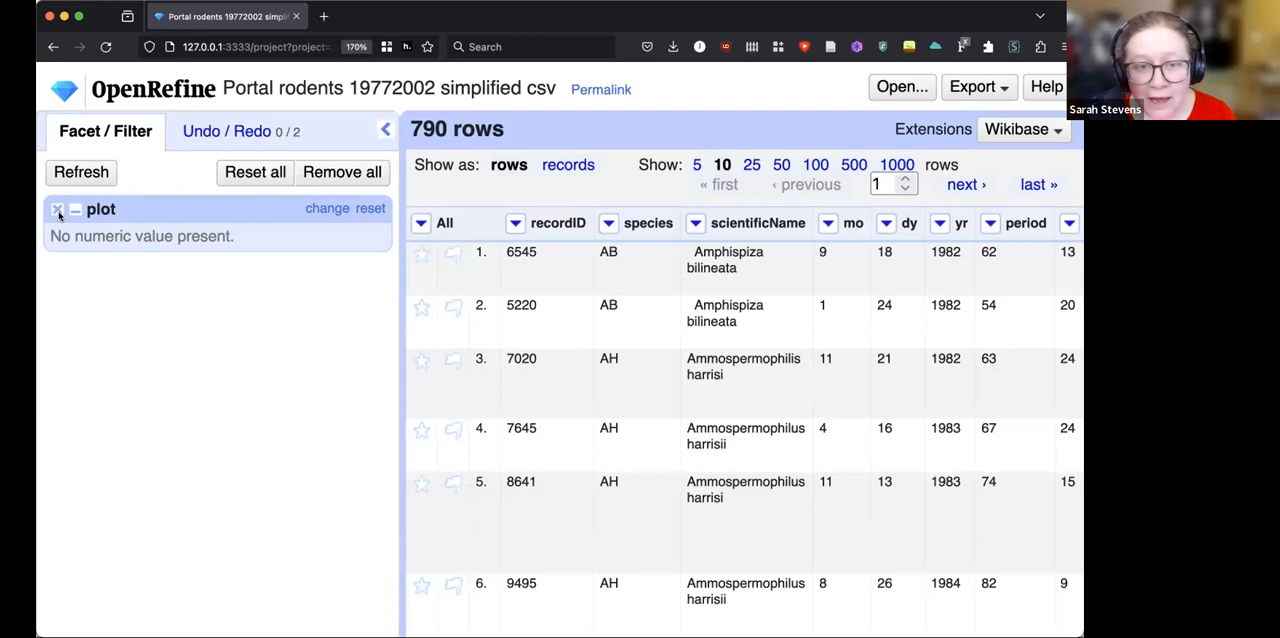 Portal rodents 19772002 simpli
127.0.0.1:3333/project?project= 170% h. Search
Sarah Stevens
OpenRefine Portal rodents 19772002 simplified csv Permalink Open... Export Help
Facet / Filter Undo / Redo 0 / 2 790 rows Extensions Wikibase
Refresh Reset all Remove all Show as: rows records Show: 5 10 25 50 100 500 1000 rows
« first ‹ previous 1 next › last »
plot change reset
No numeric value present.
All recordID species scientificName mo dy yr period
1. 6545 AB Amphispiza 9 18 1982 62 13
bilineata
2. 5220 AB Amphispiza 1 24 1982 54 20
bilineata
3. 7020 AH Ammospermophilis 11 21 1982 63 24
harrisi
4. 7645 AH Ammospermophilus 4 16 1983 67 24
harrisii
5. 8641 AH Ammospermophilus 11 13 1983 74 15
harrisi
6. 9495 AH Ammospermophilus 8 26 1984 82 9
harrisii